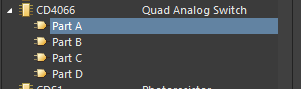 CD4066 Quad Analog Switch
Part A
Part B
Part C
Part D